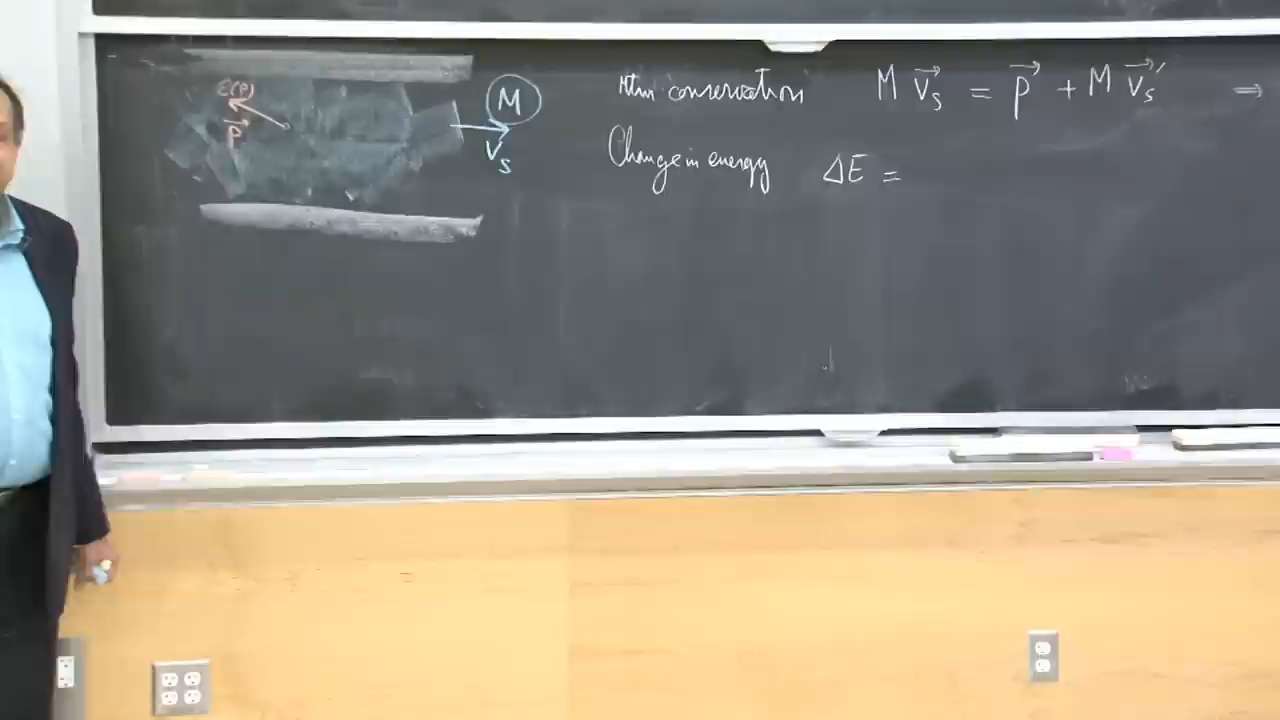 ε(p)
p⃗
M
v_s
Mtm conservation M v⃗_s = p⃗ + M v⃗_s′ ⇒
Change in energy ΔE =